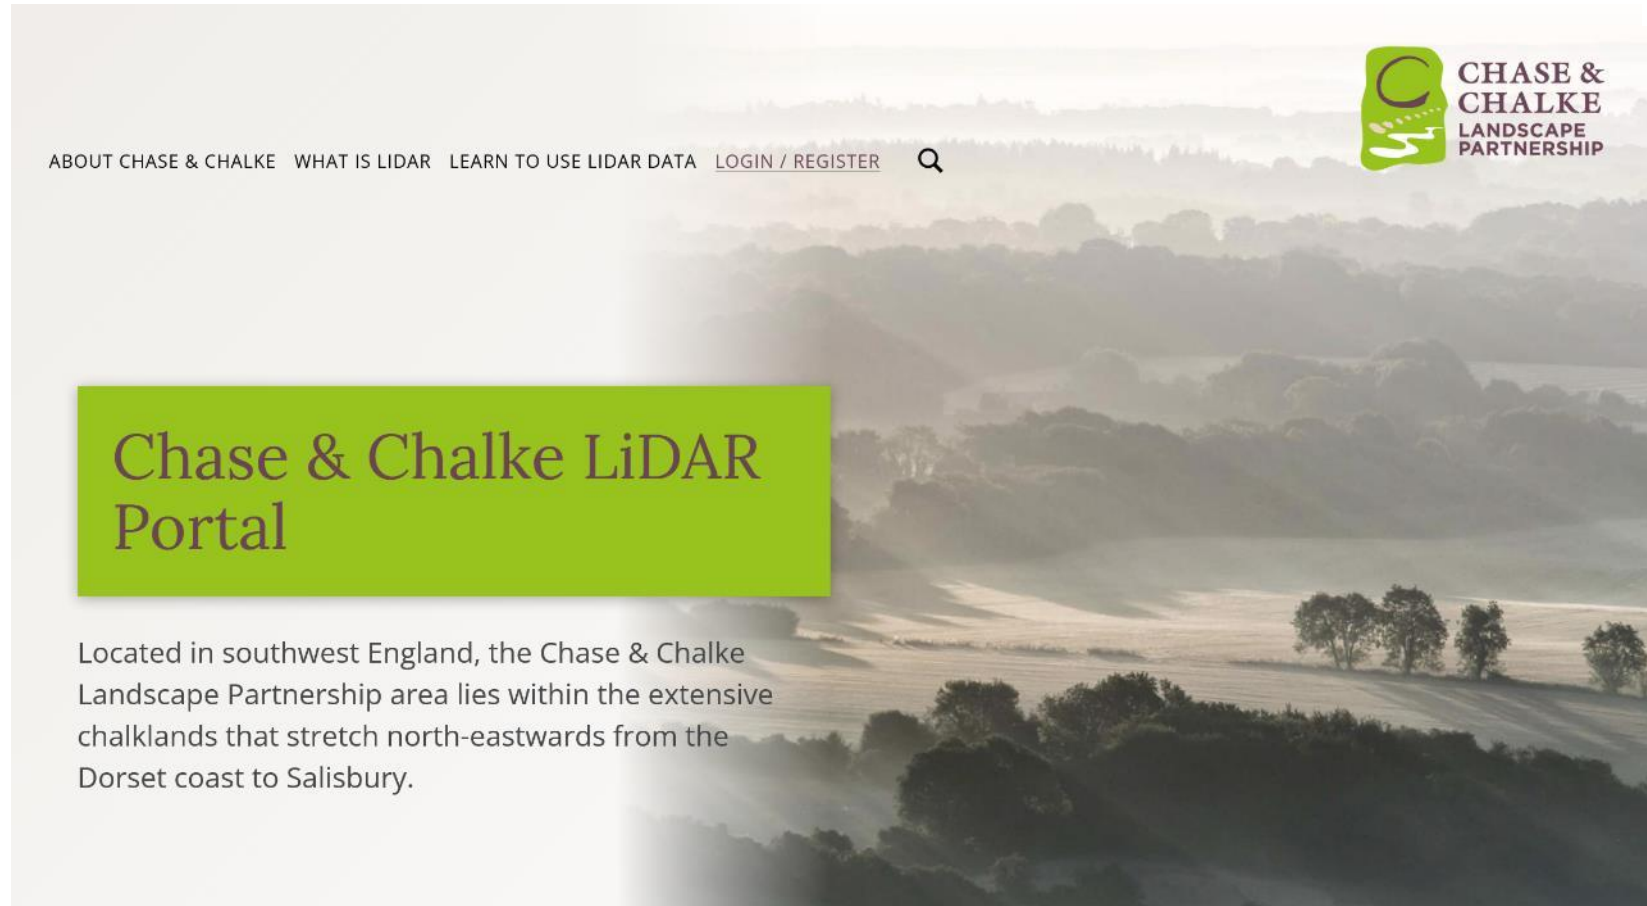 CHASE &
CHALKE
LANDSCAPE
PARTNERSHIP
ABOUT CHASE & CHALKE WHAT IS LIDAR LEARN TO USE LIDAR DATA LOGIN / REGISTER
Chase & Chalke LiDAR
Portal
Located in southwest England, the Chase & Chalke
Landscape Partnership area lies within the extensive
chalklands that stretch north-eastwards from the
Dorset coast to Salisbury.